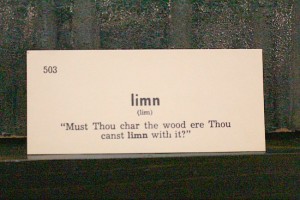 503
limn
(lim)
“Must Thou char the wood ere Thou
canst limn with it?”